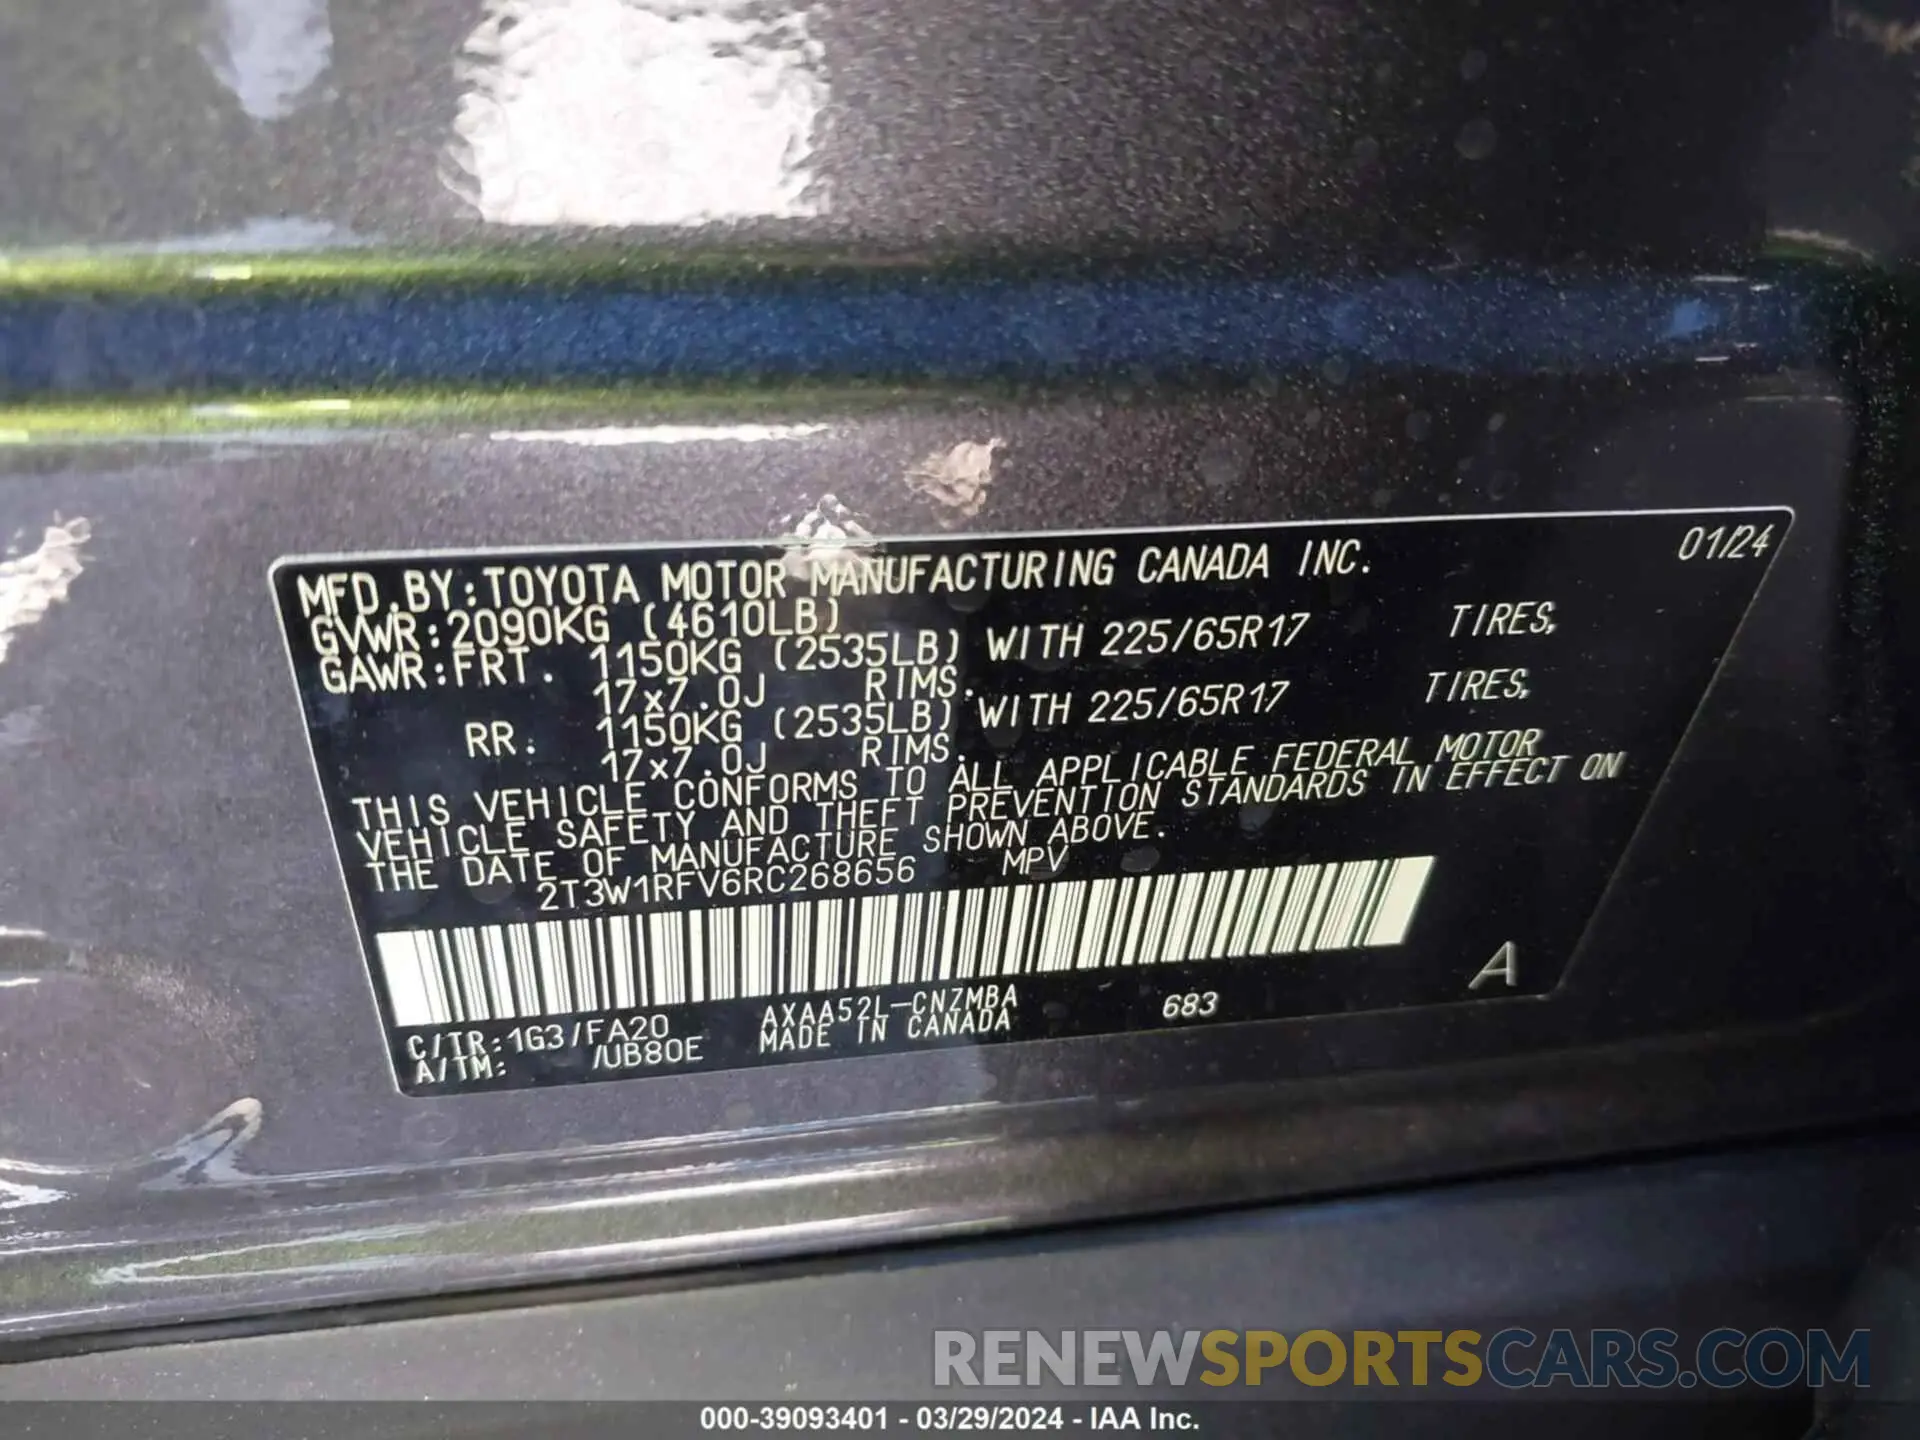 MFD.BY:TOYOTA MOTOR MANUFACTURING CANADA INC. 01/24
GVWR:2090KG (4610LB)
GAWR:FRT. 1150KG (2535LB) WITH 225/65R17 TIRES,
17x7.0J RIMS.
RR. 1150KG (2535LB) WITH 225/65R17 TIRES,
17x7.0J RIMS.
THIS VEHICLE CONFORMS TO ALL APPLICABLE FEDERAL MOTOR
VEHICLE SAFETY AND THEFT PREVENTION STANDARDS IN EFFECT ON
THE DATE OF MANUFACTURE SHOWN ABOVE.
2T3W1RFV6RC268656 MPV
A
C/TR:1G3/FA20 AXAA52L-CNZMBA 683
A/TM: /UB80E MADE IN CANADA
RENEWSPORTSCARS.COM
000-39093401 - 03/29/2024 - IAA Inc.